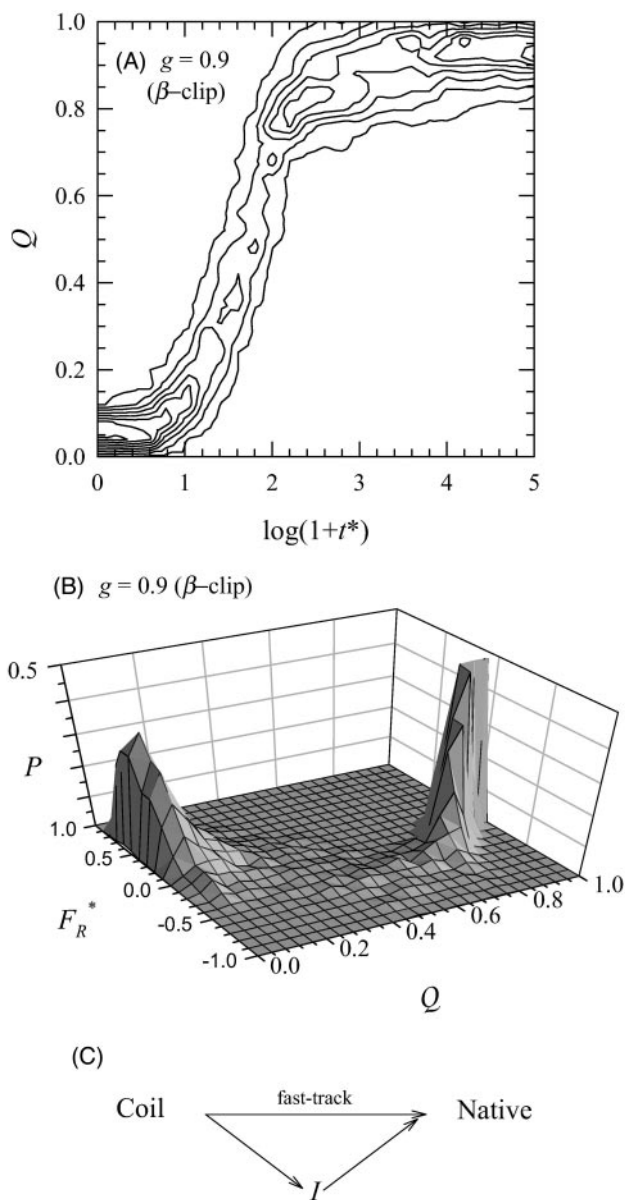 (A) g = 0.9
(β–clip)
1.0
0.8
0.6
0.4
0.2
0.0
Q
0 1 2 3 4 5
log(1+t*)
(B) g = 0.9 (β–clip)
0.5
P
1.0
0.5
0.0
-0.5
-1.0
F_R^*
0.0
0.2
0.4
0.6
0.8
1.0
Q
(C)
Coil fast-track Native
I